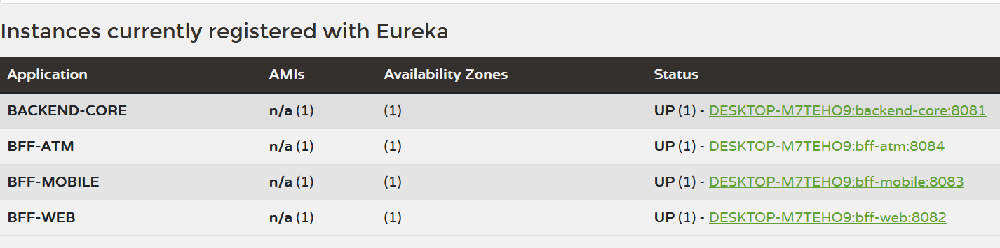 Instances currently registered with Eureka
Application AMIs Availability Zones Status
BACKEND-CORE n/a (1) (1) UP (1) - DESKTOP-M7TEHO9:backend-core:8081
BFF-ATM n/a (1) (1) UP (1) - DESKTOP-M7TEHO9:bff-atm:8084
BFF-MOBILE n/a (1) (1) UP (1) - DESKTOP-M7TEHO9:bff-mobile:8083
BFF-WEB n/a (1) (1) UP (1) - DESKTOP-M7TEHO9:bff-web:8082